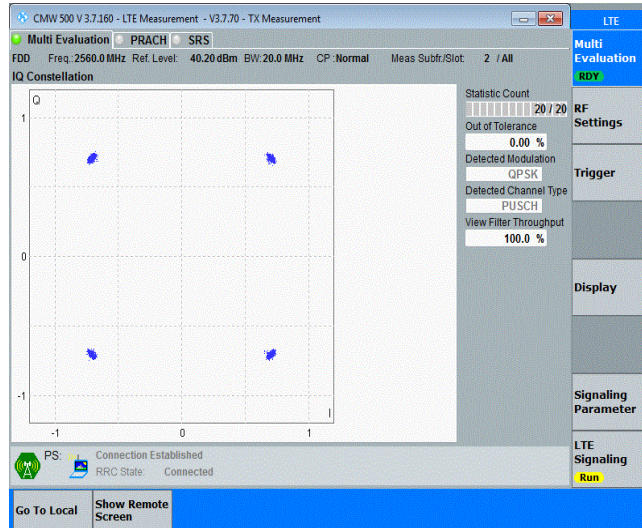 CMW 500 V 3.7.160 - LTE Measurement - V3.7.70 - TX Measurement
LTE
Multi Evaluation PRACH SRS
FDD Freq.:2560.0 MHz Ref. Level: 40.20 dBm BW:20.0 MHz CP :Normal Meas Subfr./Slot: 2 / All
IQ Constellation
Q
1
0
-1
-1 0 1
I
Statistic Count
20 / 20
Out of Tolerance
0.00 %
Detected Modulation
QPSK
Detected Channel Type
PUSCH
View Filter Throughput
100.0 %
PS: Connection Established
RRC State: Connected
Multi
Evaluation
RDY
RF
Settings
Trigger
Display
Signaling
Parameter
LTE
Signaling
Run
Go To Local
Show Remote
Screen